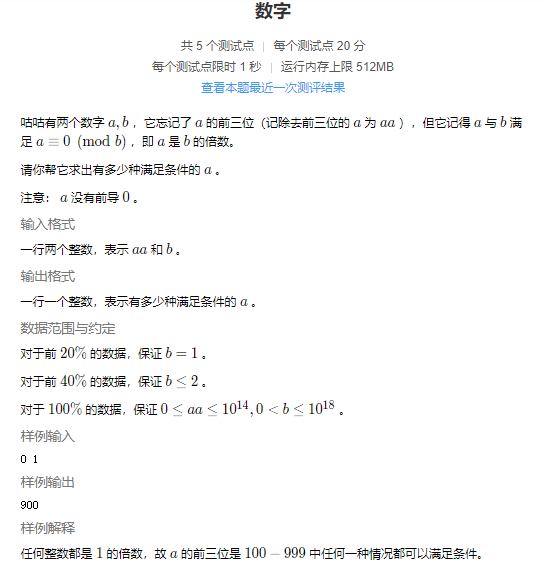 数字
共 5 个测试点 | 每个测试点 20 分
每个测试点限时 1 秒 | 运行内存上限 512MB
查看本题最近一次测评结果
咕咕有两个数字 a, b ，它忘记了 a 的前三位（记除去前三位的 a 为 aa ），但它记得 a 与 b 满
足 a ≡ 0 (mod b) ，即 a 是 b 的倍数。
请你帮它求出有多少种满足条件的 a 。
注意： a 没有前导 0 。
输入格式
一行两个整数，表示 aa 和 b 。
输出格式
一行一个整数，表示有多少种满足条件的 a 。
数据范围与约定
对于前 20% 的数据，保证 b = 1 。
对于前 40% 的数据，保证 b ≤ 2 。
对于 100% 的数据，保证 0 ≤ aa ≤ 10^14, 0 < b ≤ 10^18 。
样例输入
0 1
样例输出
900
样例解释
任何整数都是 1 的倍数，故 a 的前三位是 100 − 999 中任何一种情况都可以满足条件。